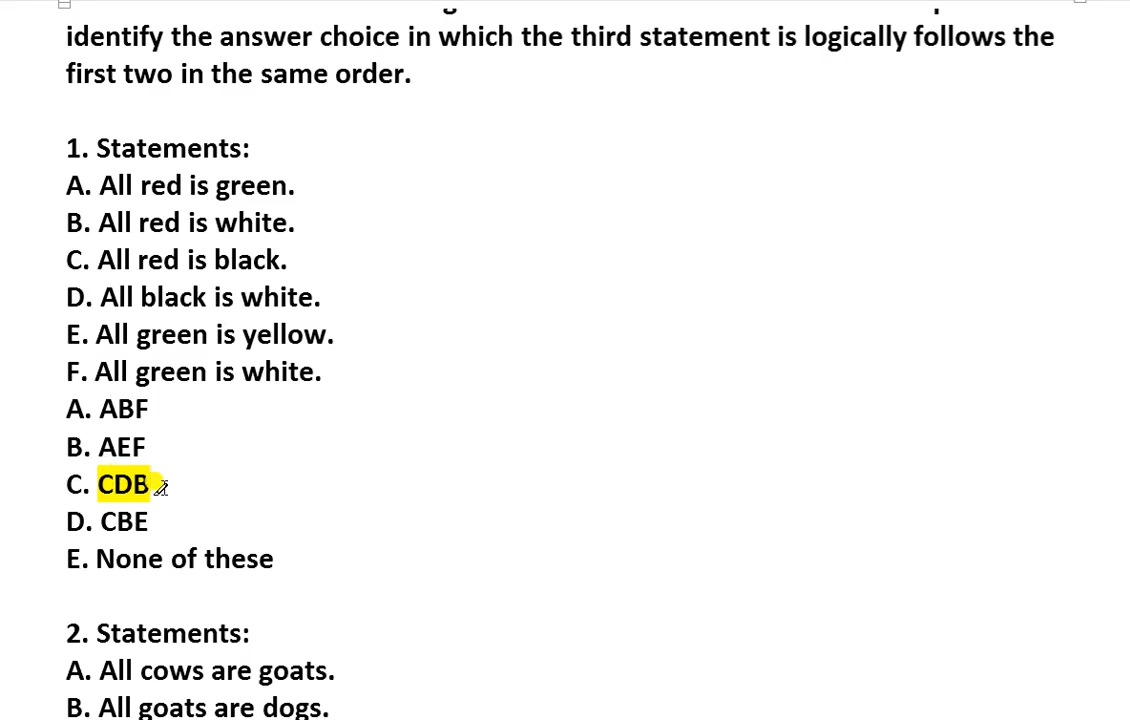 identify the answer choice in which the third statement is logically follows the
first two in the same order.
1. Statements:
A. All red is green.
B. All red is white.
C. All red is black.
D. All black is white.
E. All green is yellow.
F. All green is white.
A. ABF
B. AEF
C. CDB
D. CBE
E. None of these
2. Statements:
A. All cows are goats.
B. All goats are dogs.